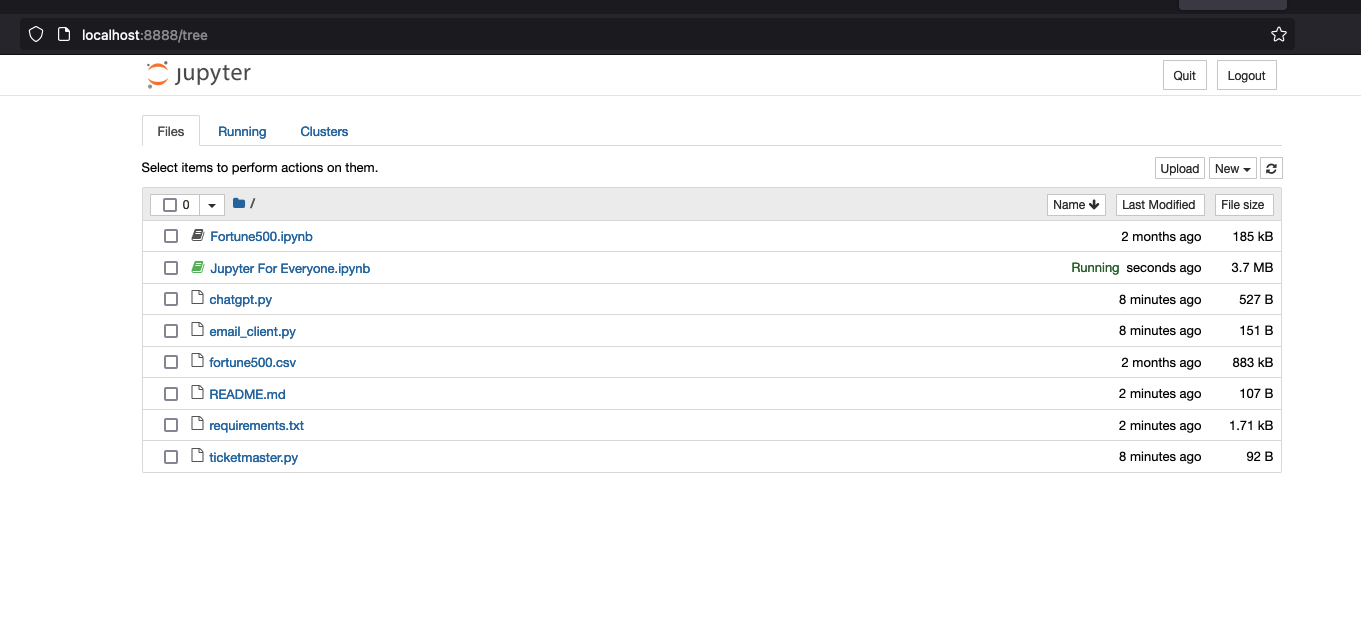 localhost:8888/tree
jupyter Quit Logout
Files Running Clusters
Select items to perform actions on them. Upload New
0 / Name Last Modified File size
Fortune500.ipynb 2 months ago 185 kB
Jupyter For Everyone.ipynb Running seconds ago 3.7 MB
chatgpt.py 8 minutes ago 527 B
email_client.py 8 minutes ago 151 B
fortune500.csv 2 months ago 883 kB
README.md 2 minutes ago 107 B
requirements.txt 2 minutes ago 1.71 kB
ticketmaster.py 8 minutes ago 92 B